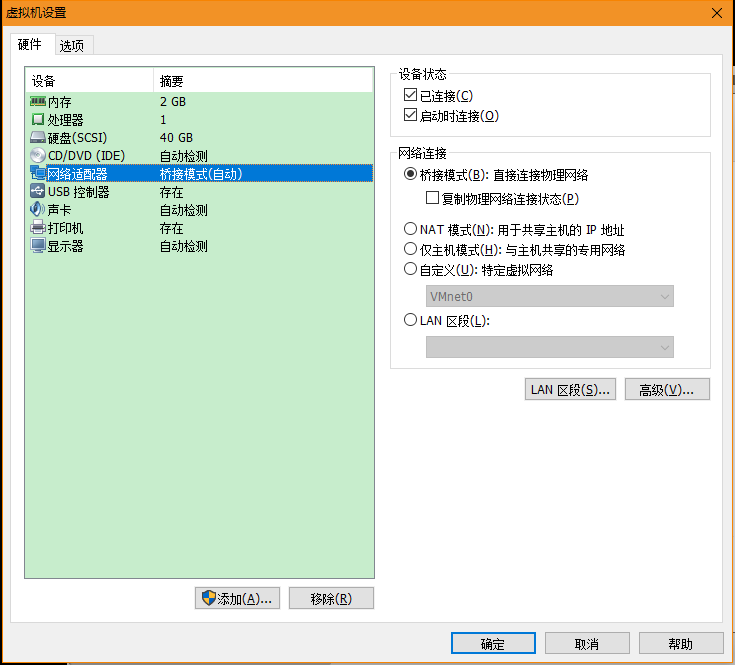 虚拟机设置
硬件 选项
设备 摘要
内存 2 GB
处理器 1
硬盘(SCSI) 40 GB
CD/DVD (IDE) 自动检测
网络适配器 桥接模式(自动)
USB 控制器 存在
声卡 自动检测
打印机 存在
显示器 自动检测
添加(A)... 移除(R)
设备状态
已连接(C)
启动时连接(O)
网络连接
桥接模式(B): 直接连接物理网络
复制物理网络连接状态(P)
NAT 模式(N): 用于共享主机的 IP 地址
仅主机模式(H): 与主机共享的专用网络
自定义(U): 特定虚拟网络
VMnet0
LAN 区段(L):
LAN 区段(S)... 高级(V)...
确定 取消 帮助